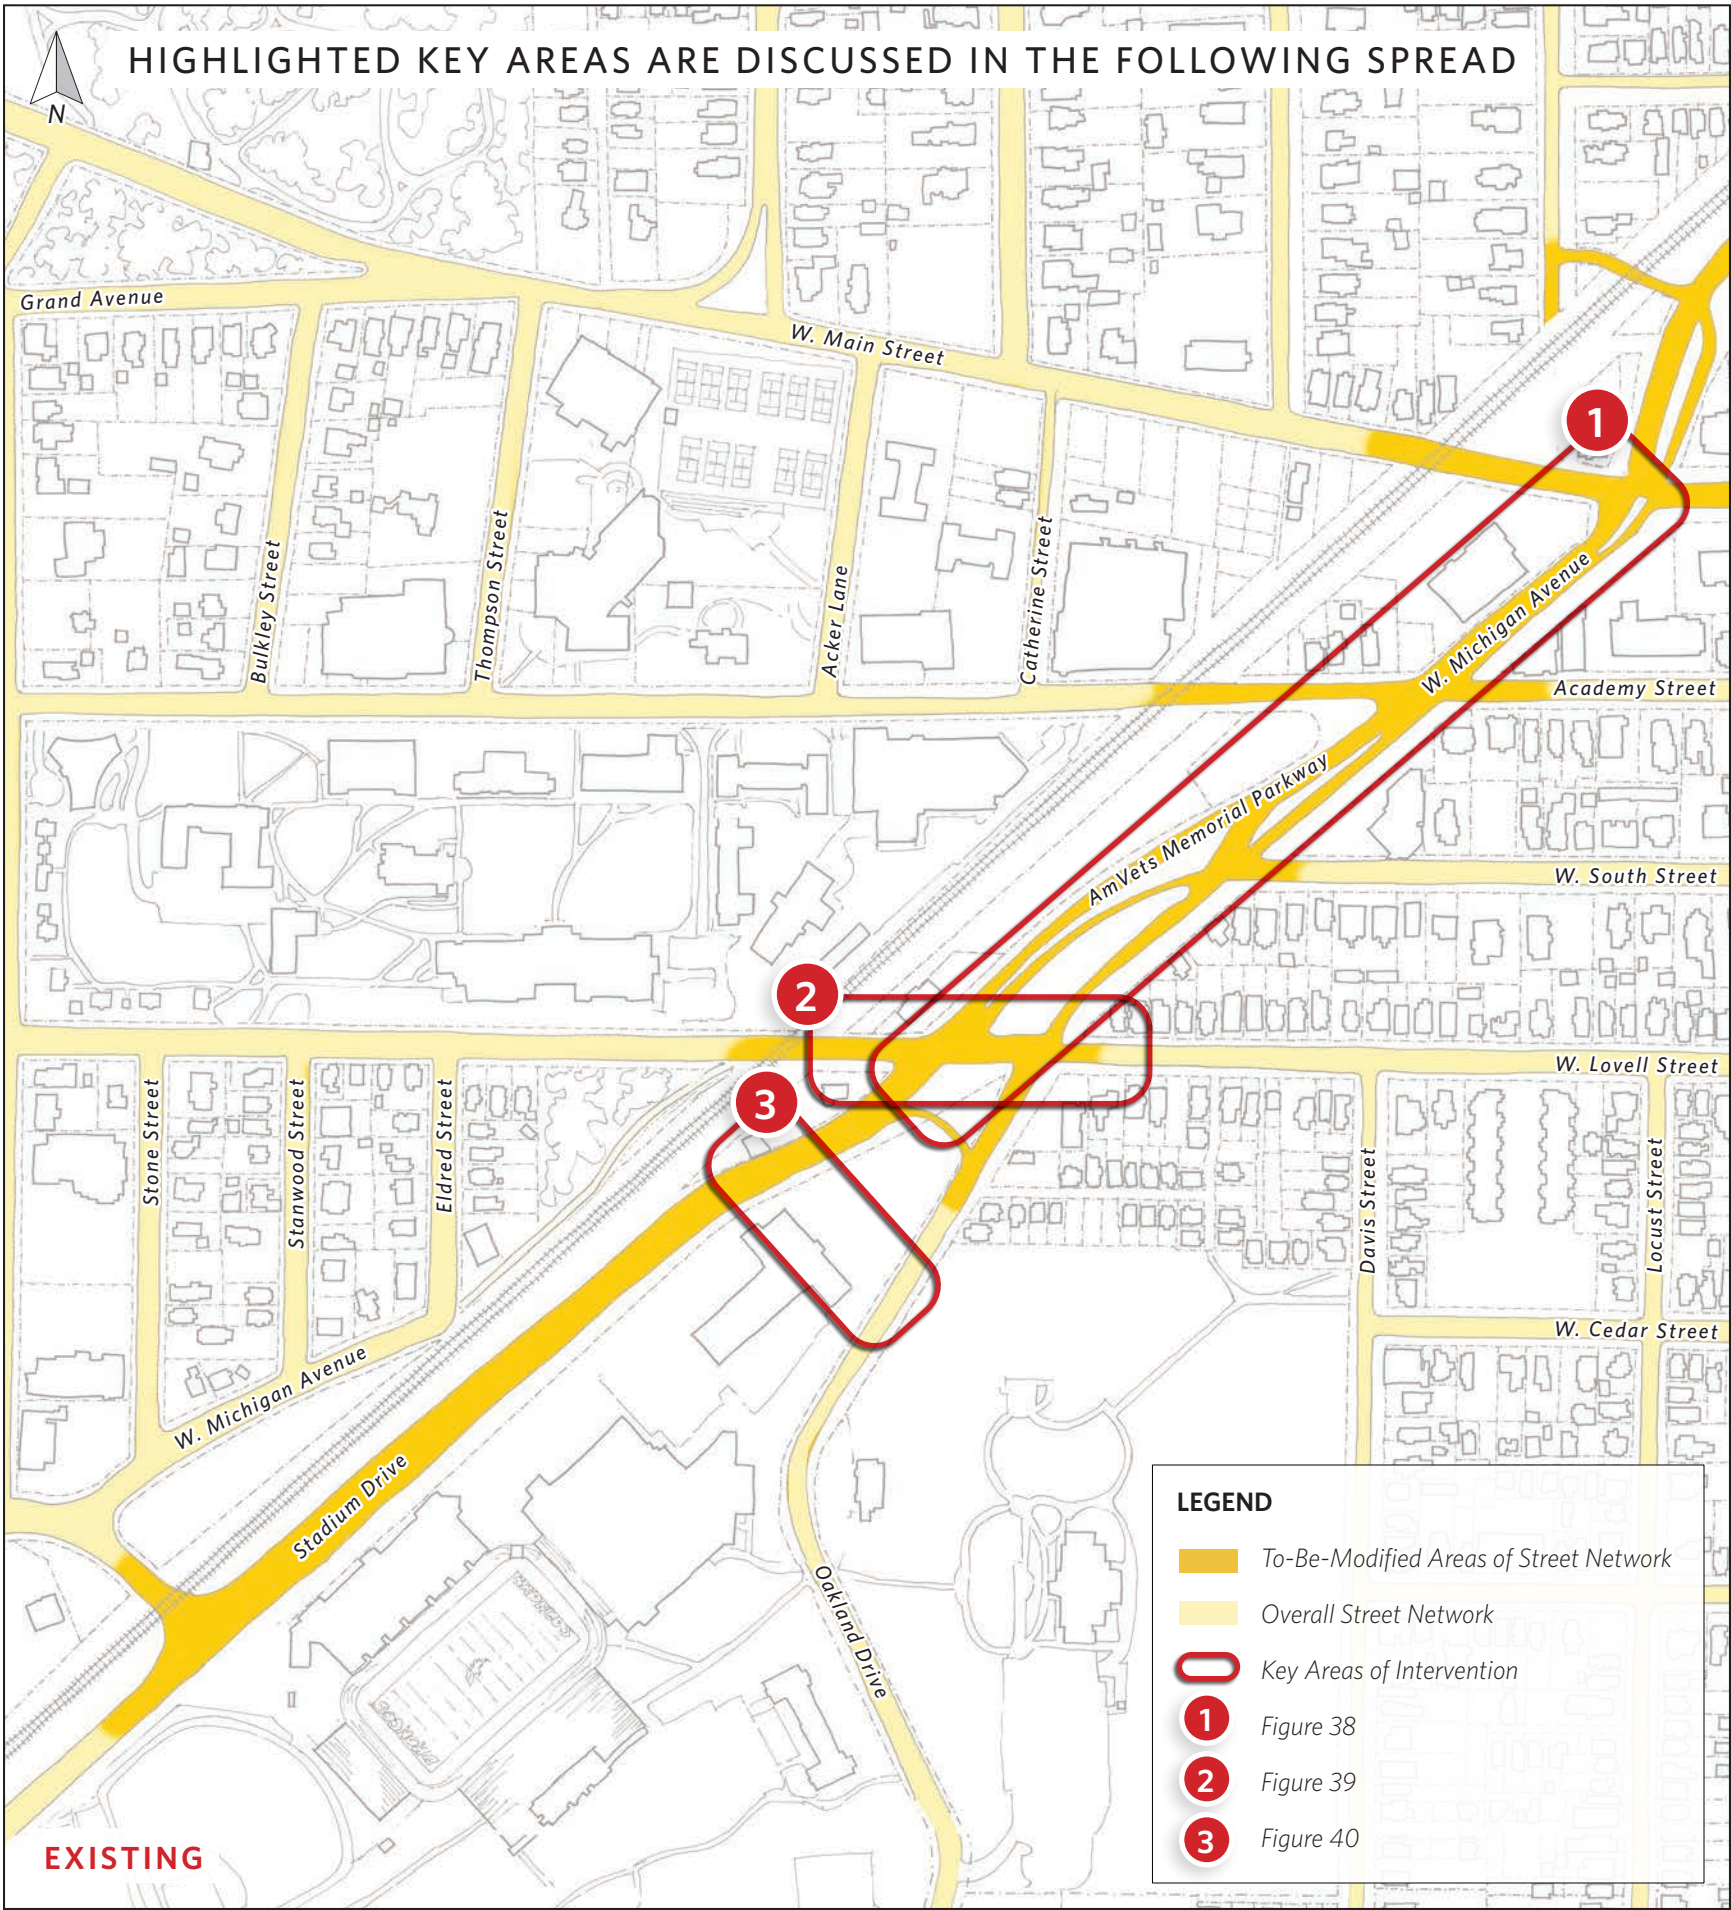 HIGHLIGHTED KEY AREAS ARE DISCUSSED IN THE FOLLOWING SPREAD
N
Grand Avenue
W. Main Street
1
Bulkley Street
Thompson Street
Acker Lane
Catherine Street
W. Michigan Avenue
Academy Street
AmVets Memorial Parkway
W. South Street
2
W. Lovell Street
3
Stone Street
Stanwood Street
Eldred Street
Davis Street
Locust Street
W. Cedar Street
W. Michigan Avenue
Stadium Drive
Oakland Drive
BRONCOS
LEGEND
To-Be-Modified Areas of Street Network
Overall Street Network
Key Areas of Intervention
1 Figure 38
2 Figure 39
3 Figure 40
EXISTING